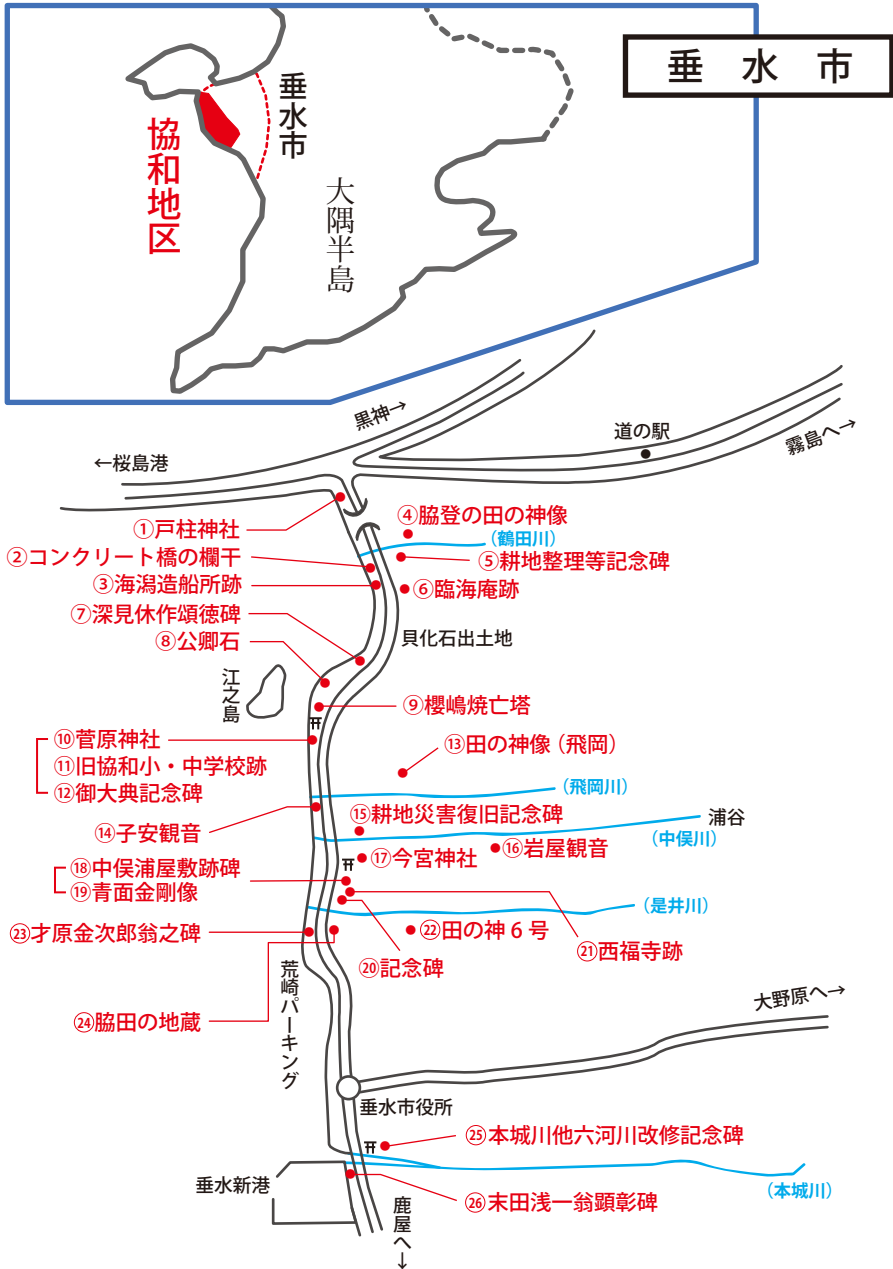 垂水市
垂水市
協和地区
大隅半島
黒神→
道の駅
霧島へ→
←桜島港
①戸柱神社
④脇登の田の神像
(鶴田川)
②コンクリート橋の欄干
⑤耕地整理等記念碑
③海潟造船所跡
⑥臨海庵跡
⑦深見休作頌徳碑
貝化石出土地
⑧公卿石
江之島
⑨櫻嶋焼亡塔
⑩菅原神社
⑬田の神像(飛岡)
⑪旧協和小・中学校跡
⑫御大典記念碑
(飛岡川)
⑭子安観音
⑮耕地災害復旧記念碑
浦谷
(中俣川)
⑯岩屋観音
⑰今宮神社
⑱中俣浦屋敷跡碑
⑲青面金剛像
(是井川)
㉓才原金次郎翁之碑
㉒田の神6号
㉑西福寺跡
⑳記念碑
荒崎パーキング
㉔脇田の地蔵
大野原へ→
垂水市役所
㉕本城川他六河川改修記念碑
垂水新港
(本城川)
㉖末田浅一翁顕彰碑
鹿屋へ→